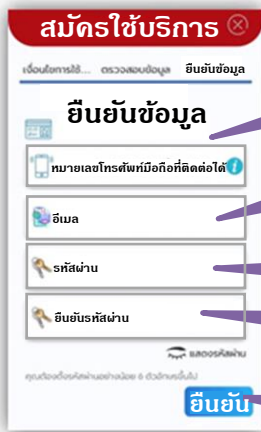 สมัครใช้บริการ
เงื่อนไขการใช้... ตรวจสอบข้อมูล ยืนยันข้อมูล
ยืนยันข้อมูล
หมายเลขโทรศัพท์มือถือที่ติดต่อได้
อีเมล
รหัสผ่าน
ยืนยันรหัสผ่าน
แสดงรหัสผ่าน
คุณต้องตั้งรหัสผ่านอย่างน้อย 6 ตัวอักษรขึ้นไป
ยืนยัน